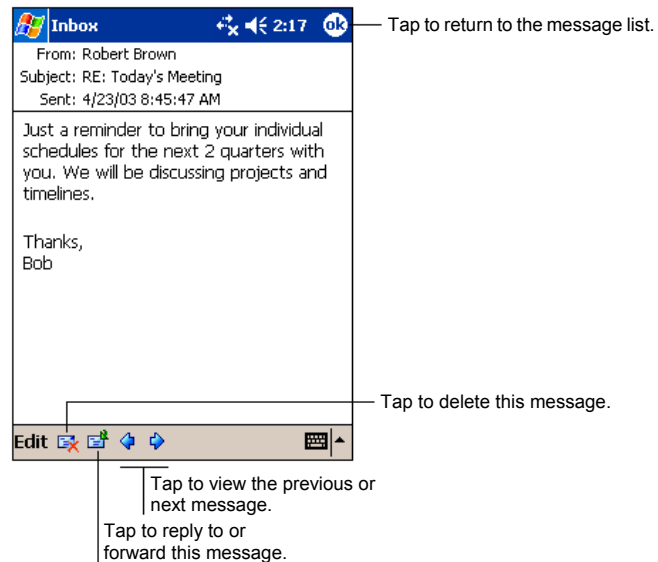 Inbox 2:17 ok
Tap to return to the message list.
From: Robert Brown
Subject: RE: Today's Meeting
Sent: 4/23/03 8:45:47 AM
Just a reminder to bring your individual
schedules for the next 2 quarters with
you. We will be discussing projects and
timelines.
Thanks,
Bob
Tap to delete this message.
Edit
Tap to view the previous or
next message.
Tap to reply to or
forward this message.